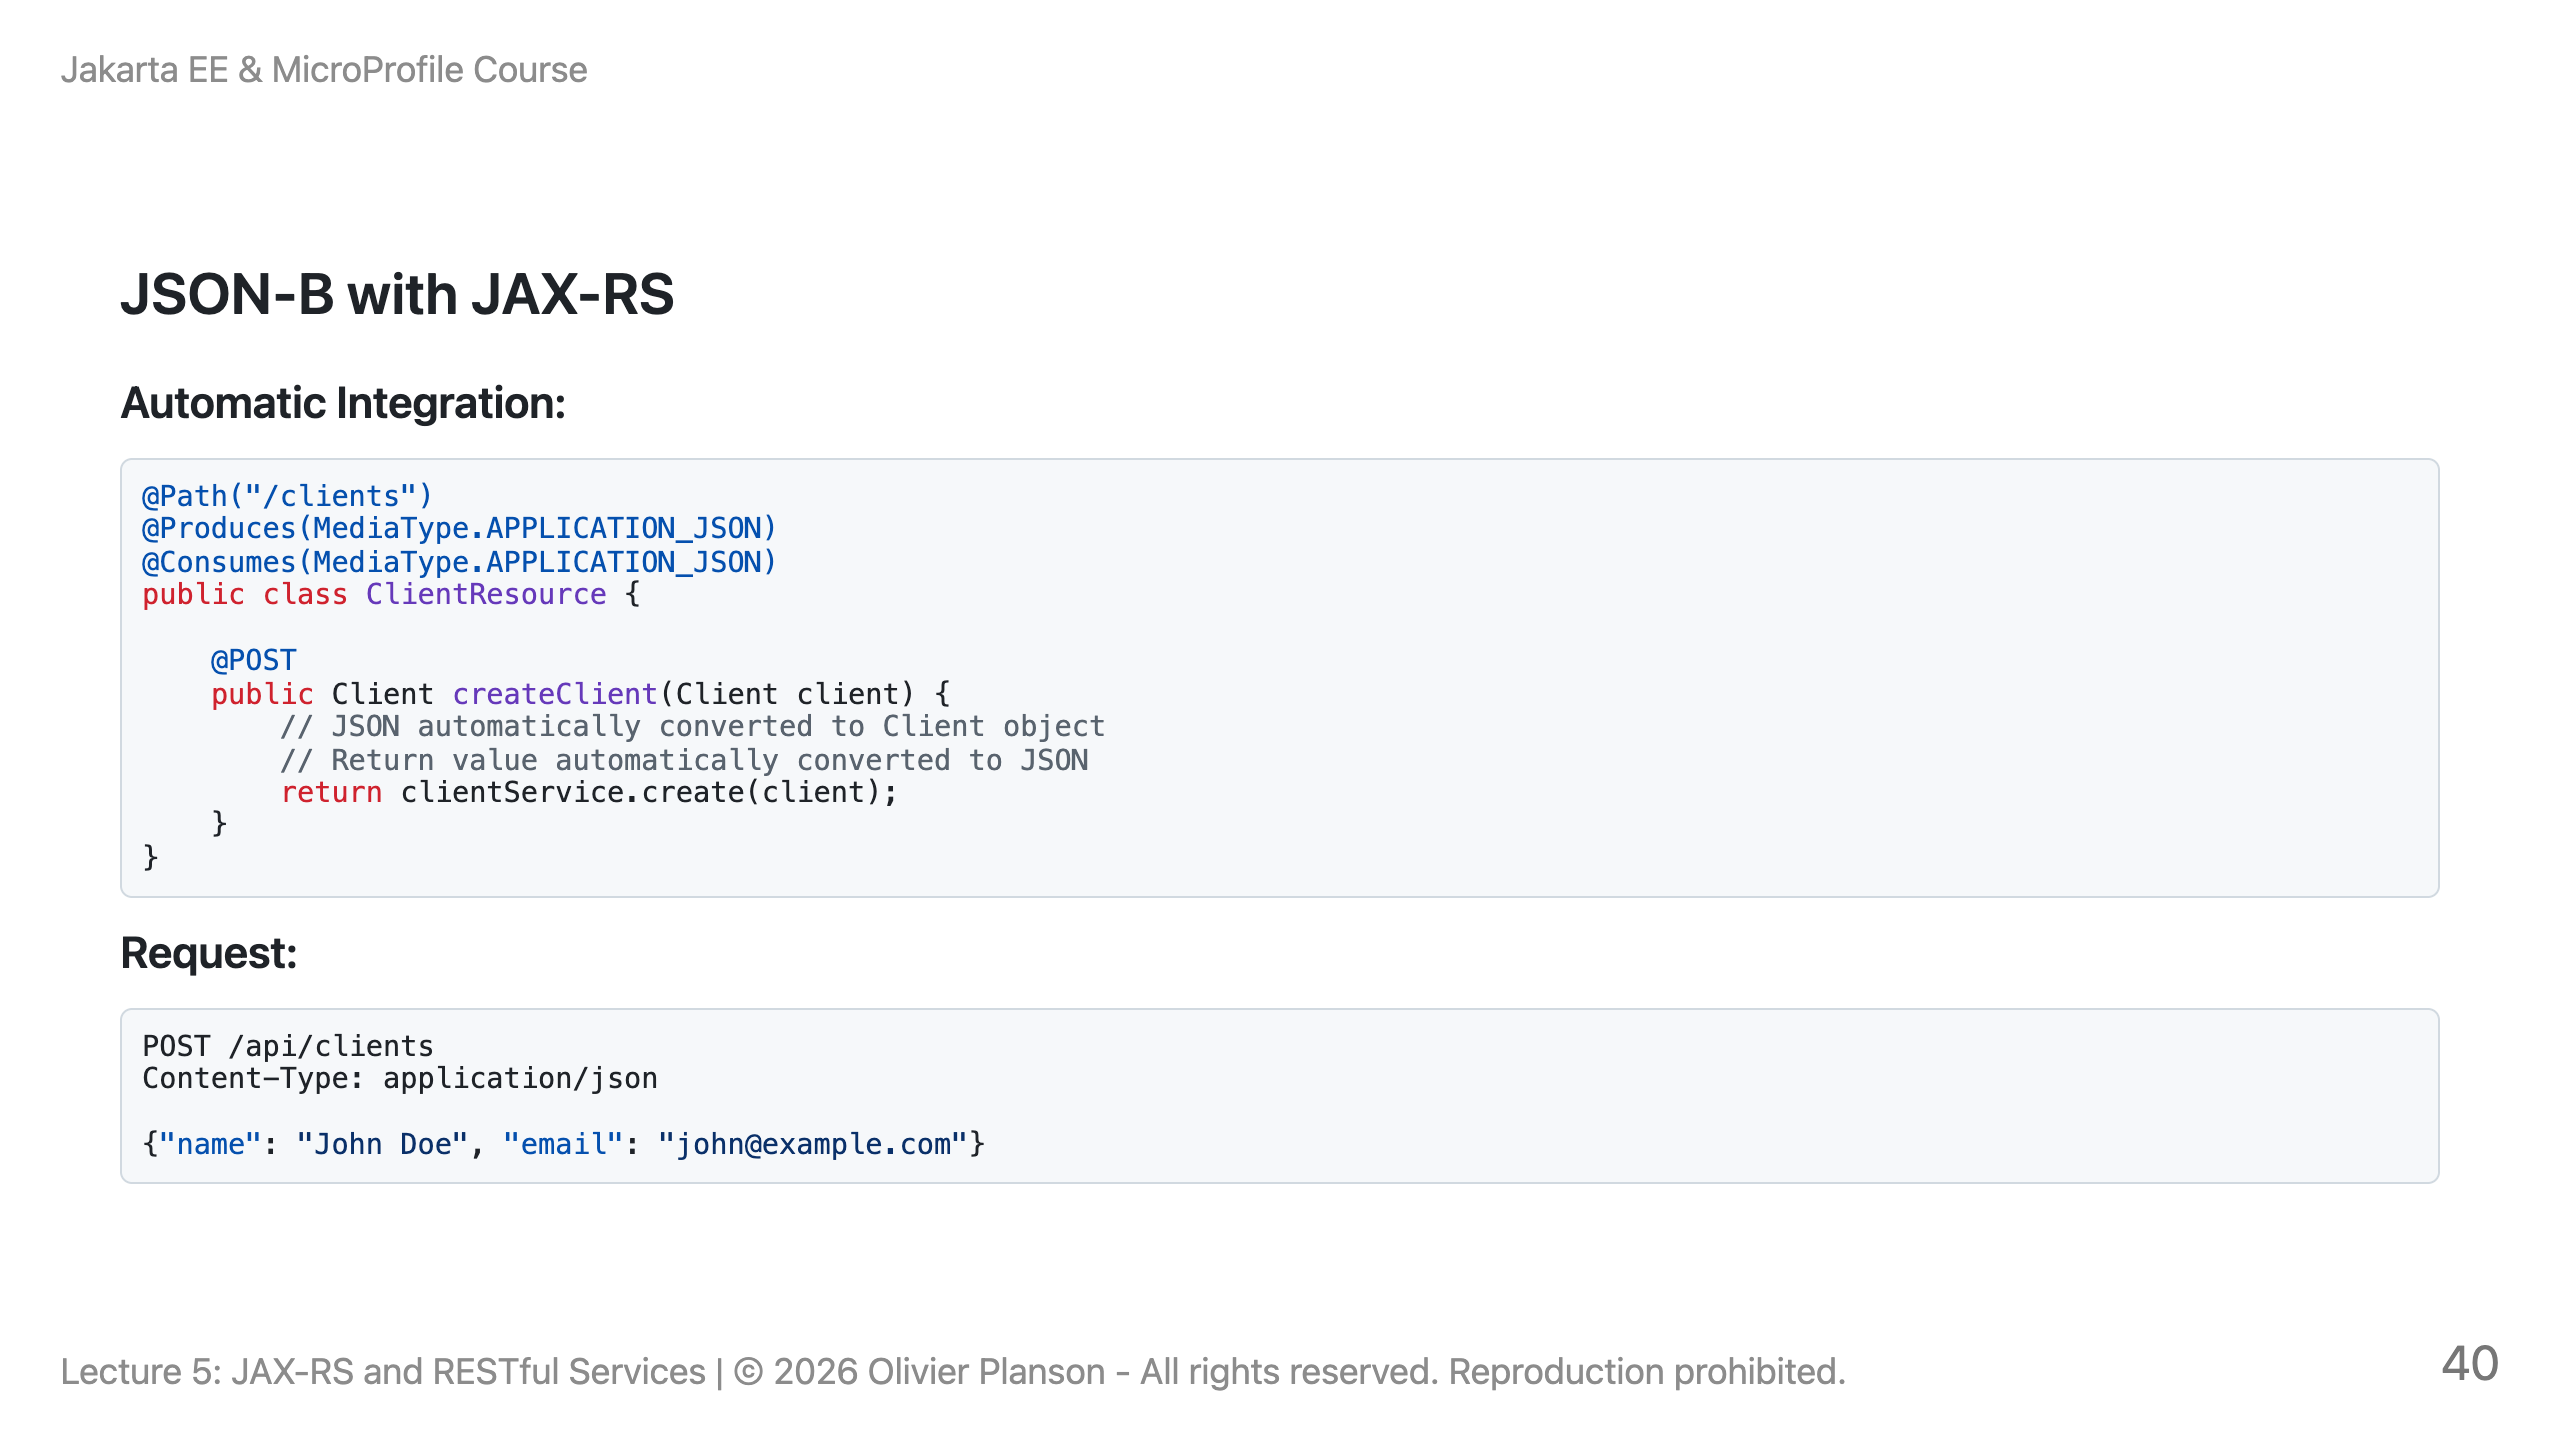 Jakarta EE & MicroProfile Course
JSON-B with JAX-RS
Automatic Integration:
@Path("/clients")
@Produces(MediaType.APPLICATION_JSON)
@Consumes(MediaType.APPLICATION_JSON)
public class ClientResource {
    @POST
    public Client createClient(Client client) {
        // JSON automatically converted to Client object
        // Return value automatically converted to JSON
        return clientService.create(client);
    }
}
Request:
POST /api/clients
Content-Type: application/json
{"name": "John Doe", "email": "john@example.com"}
Lecture 5: JAX-RS and RESTful Services | © 2026 Olivier Planson - All rights reserved. Reproduction prohibited.
40